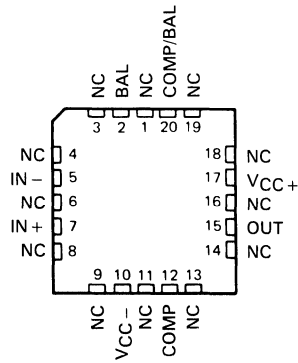 NC BAL NC COMP/BAL NC
3 2 1 20 19
NC 4 18 NC
IN- 5 17 VCC+
NC 6 16 NC
IN+ 7 15 OUT
NC 8 14 NC
9 10 11 12 13
NC VCC- NC COMP NC